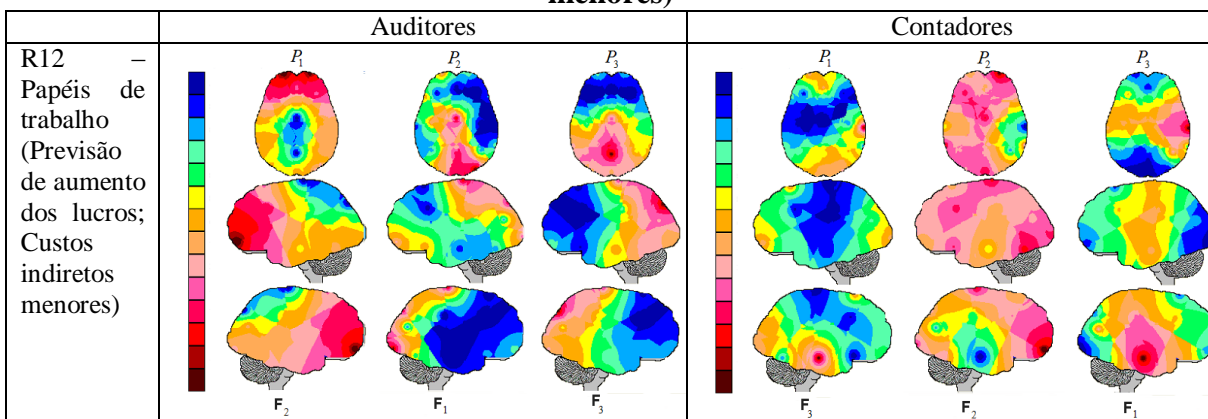 menores)
Auditores
Contadores
R12 –
Papéis de
trabalho
(Previsão
de aumento
dos lucros;
Custos
indiretos
menores)
P1 P2 P3
P1 P2 P3
F2 F1 F3
F3 F2 F1